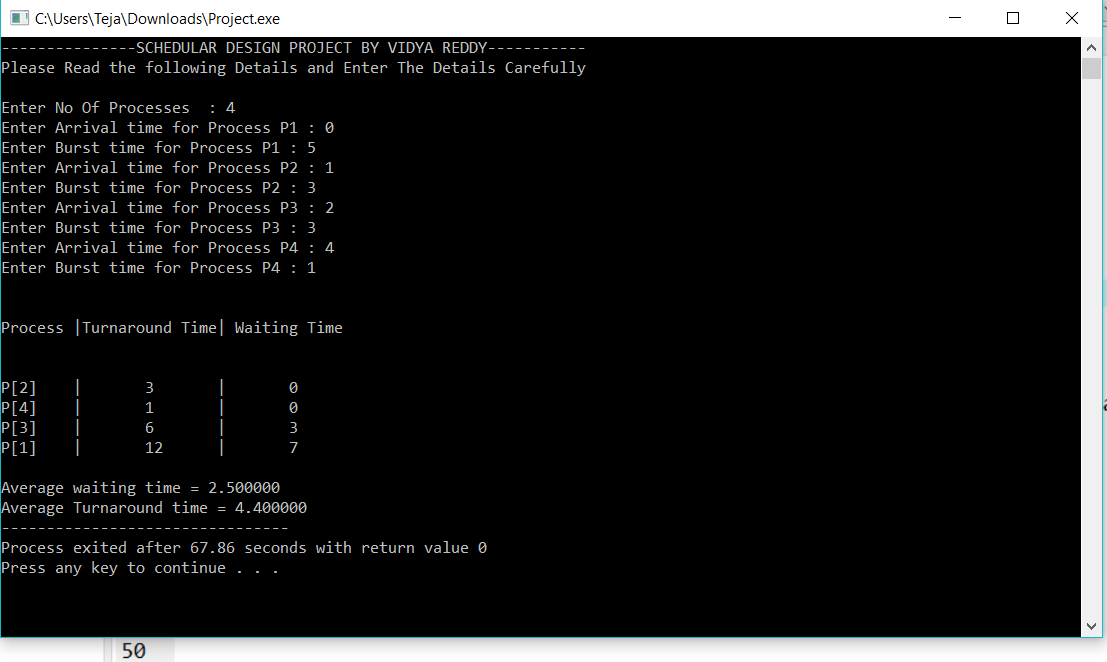 C:\Users\Teja\Downloads\Project.exe
---------------SCHEDULAR DESIGN PROJECT BY VIDYA REDDY-----------
Please Read the following Details and Enter The Details Carefully
Enter No Of Processes  : 4
Enter Arrival time for Process P1 : 0
Enter Burst time for Process P1 : 5
Enter Arrival time for Process P2 : 1
Enter Burst time for Process P2 : 3
Enter Arrival time for Process P3 : 2
Enter Burst time for Process P3 : 3
Enter Arrival time for Process P4 : 4
Enter Burst time for Process P4 : 1
Process |Turnaround Time| Waiting Time
P[2]    |       3       |       0
P[4]    |       1       |       0
P[3]    |       6       |       3
P[1]    |       12      |       7
Average waiting time = 2.500000
Average Turnaround time = 4.400000
--------------------------------
Process exited after 67.86 seconds with return value 0
Press any key to continue . . .
50